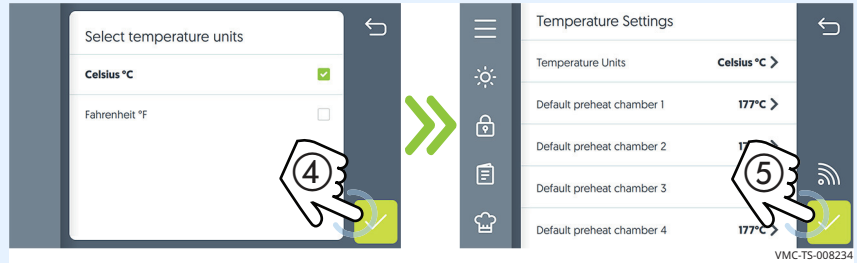 Select temperature units
Celsius °C
Fahrenheit °F
4
Temperature Settings
Temperature Units Celsius °C >
Default preheat chamber 1 177°C >
Default preheat chamber 2 17 >
Default preheat chamber 3
Default preheat chamber 4 177°C >
5
VMC-TS-008234